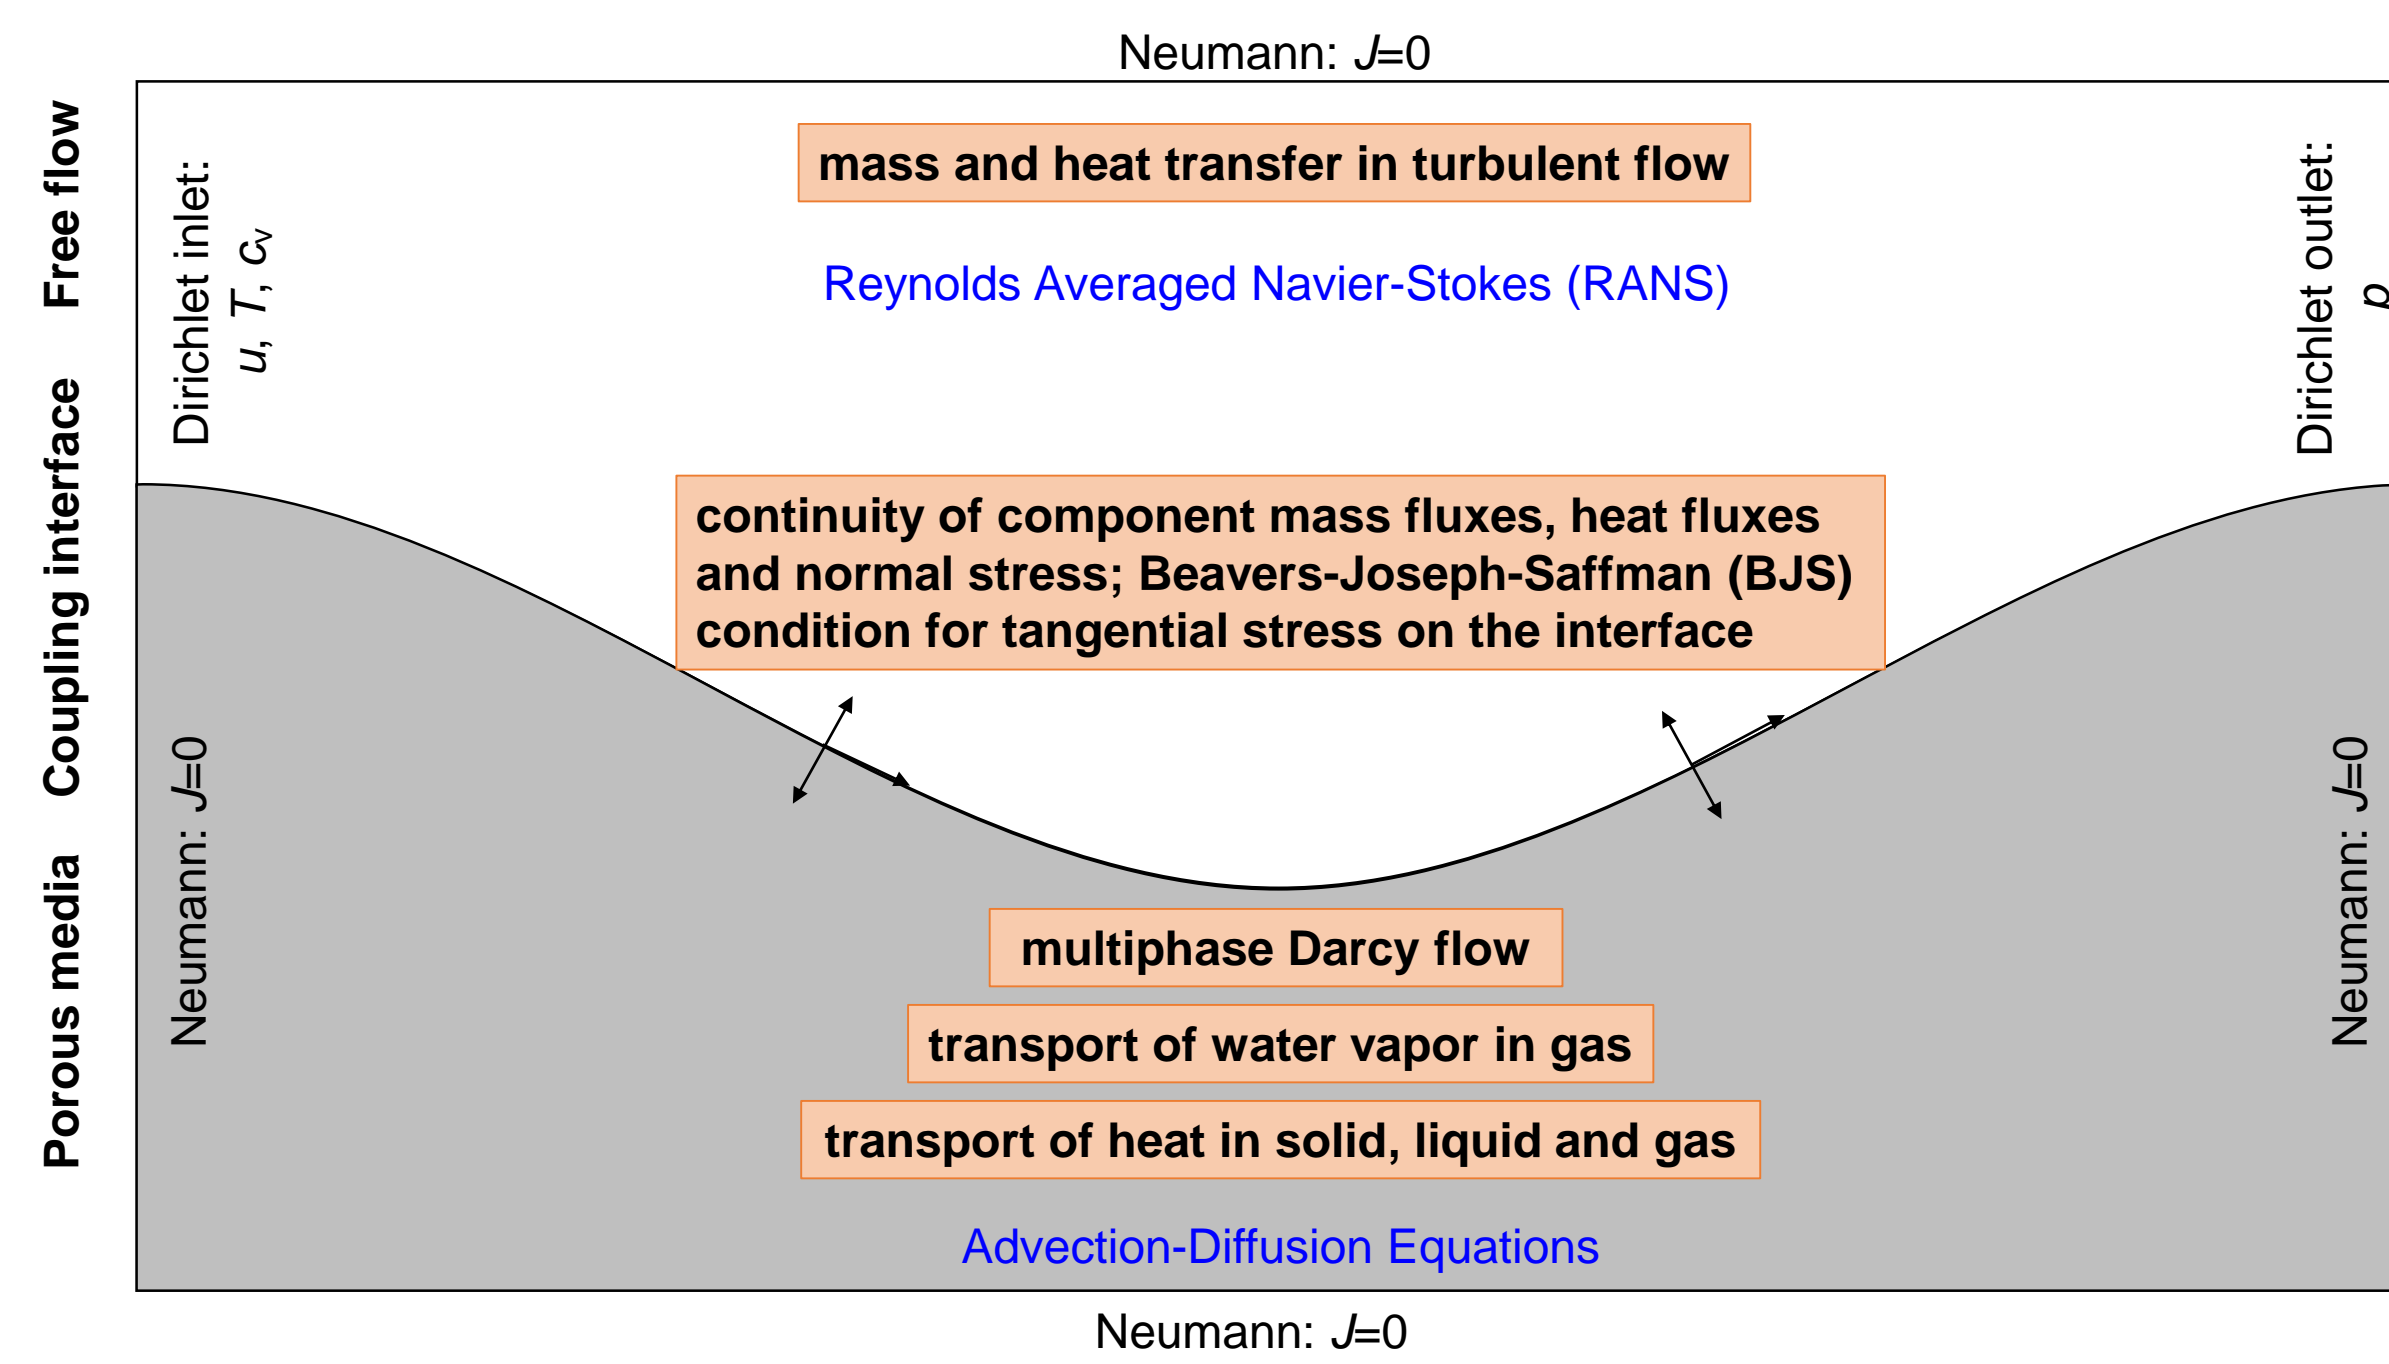 Neumann: J=0
Free flow
Dirichlet inlet:
u, T, cv
mass and heat transfer in turbulent flow
Reynolds Averaged Navier-Stokes (RANS)
Dirichlet outlet:
p
Coupling interface
continuity of component mass fluxes, heat fluxes
and normal stress; Beavers-Joseph-Saffman (BJS)
condition for tangential stress on the interface
Porous media
Neumann: J=0
multiphase Darcy flow
transport of water vapor in gas
transport of heat in solid, liquid and gas
Advection-Diffusion Equations
Neumann: J=0
Neumann: J=0